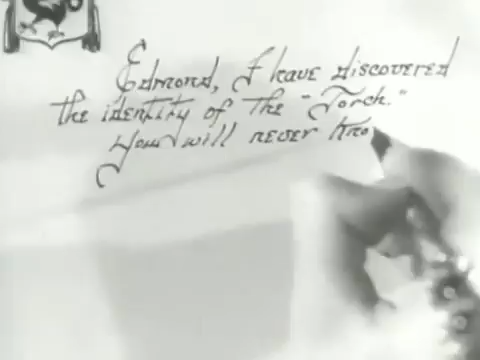 Edmond, I have discovered
the identity of the "Torch."
You will never kno